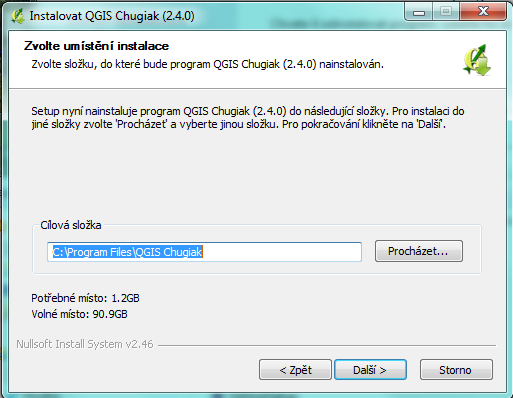 Instalovat QGIS Chugiak (2.4.0)
Zvolte umístění instalace
Zvolte složku, do které bude program QGIS Chugiak (2.4.0) nainstalován.
Setup nyní nainstaluje program QGIS Chugiak (2.4.0) do následující složky. Pro instalaci do
jiné složky zvolte 'Procházet' a vyberte jinou složku. Pro pokračování klikněte na 'Další'.
Cílová složka
C:\Program Files\QGIS Chugiak
Procházet...
Potřebné místo: 1.2GB
Volné místo: 90.9GB
Nullsoft Install System v2.46
< Zpět
Další >
Storno